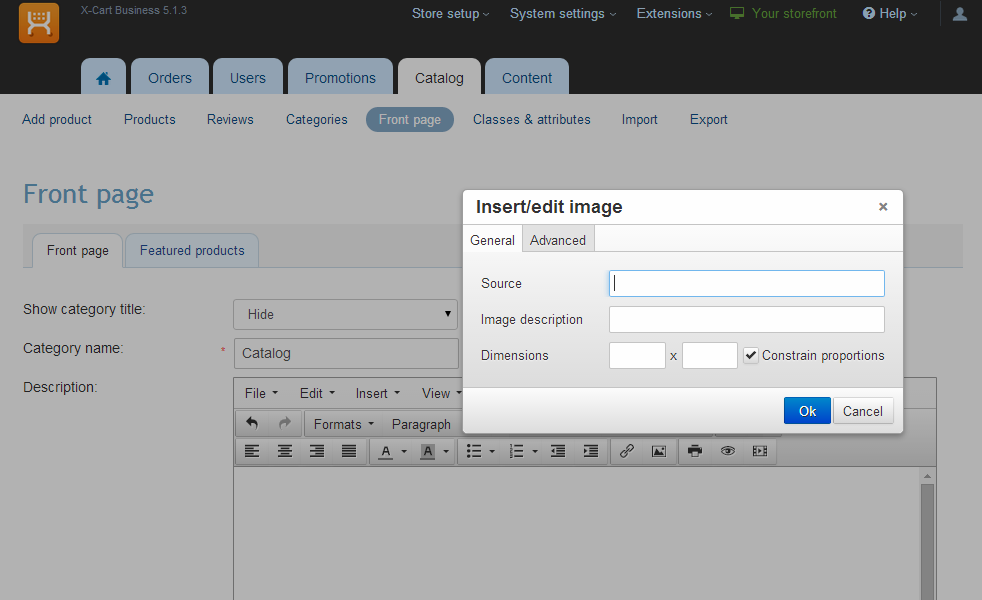 X-Cart Business 5.1.3
Store setup System settings Extensions Your storefront Help
Orders Users Promotions Catalog Content
Add product Products Reviews Categories Front page Classes & attributes Import Export
Front page
Front page Featured products
Show category title: Hide
Category name: * Catalog
Description:
File Edit Insert View
Formats Paragraph
A A
Insert/edit image ×
General Advanced
Source
Image description
Dimensions x Constrain proportions
Ok Cancel